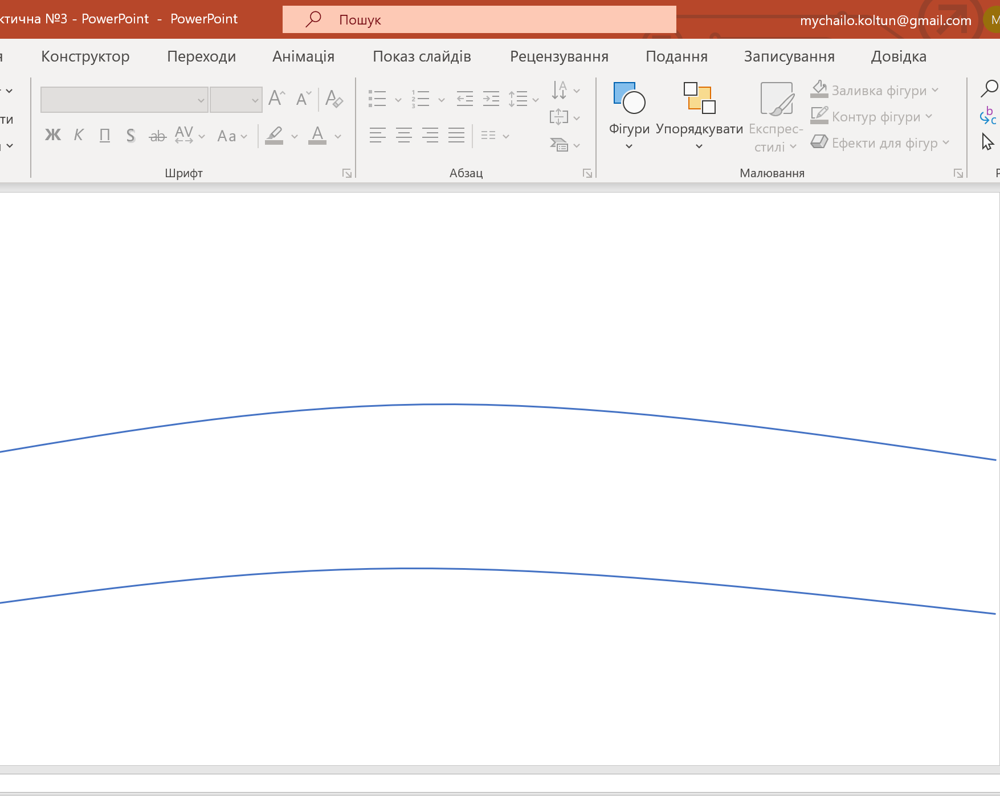 ктична №3 - PowerPoint - PowerPoint
Пошук
mychailo.koltun@gmail.com
Конструктор Переходи Анімація Показ слайдів Рецензування Подання Записування Довідка
Ж К П S ab AV Aa A
Фігури Упорядкувати Експрес-
стилі
Заливка фігури
Контур фігури
Ефекти для фігур
Шрифт Абзац Малювання